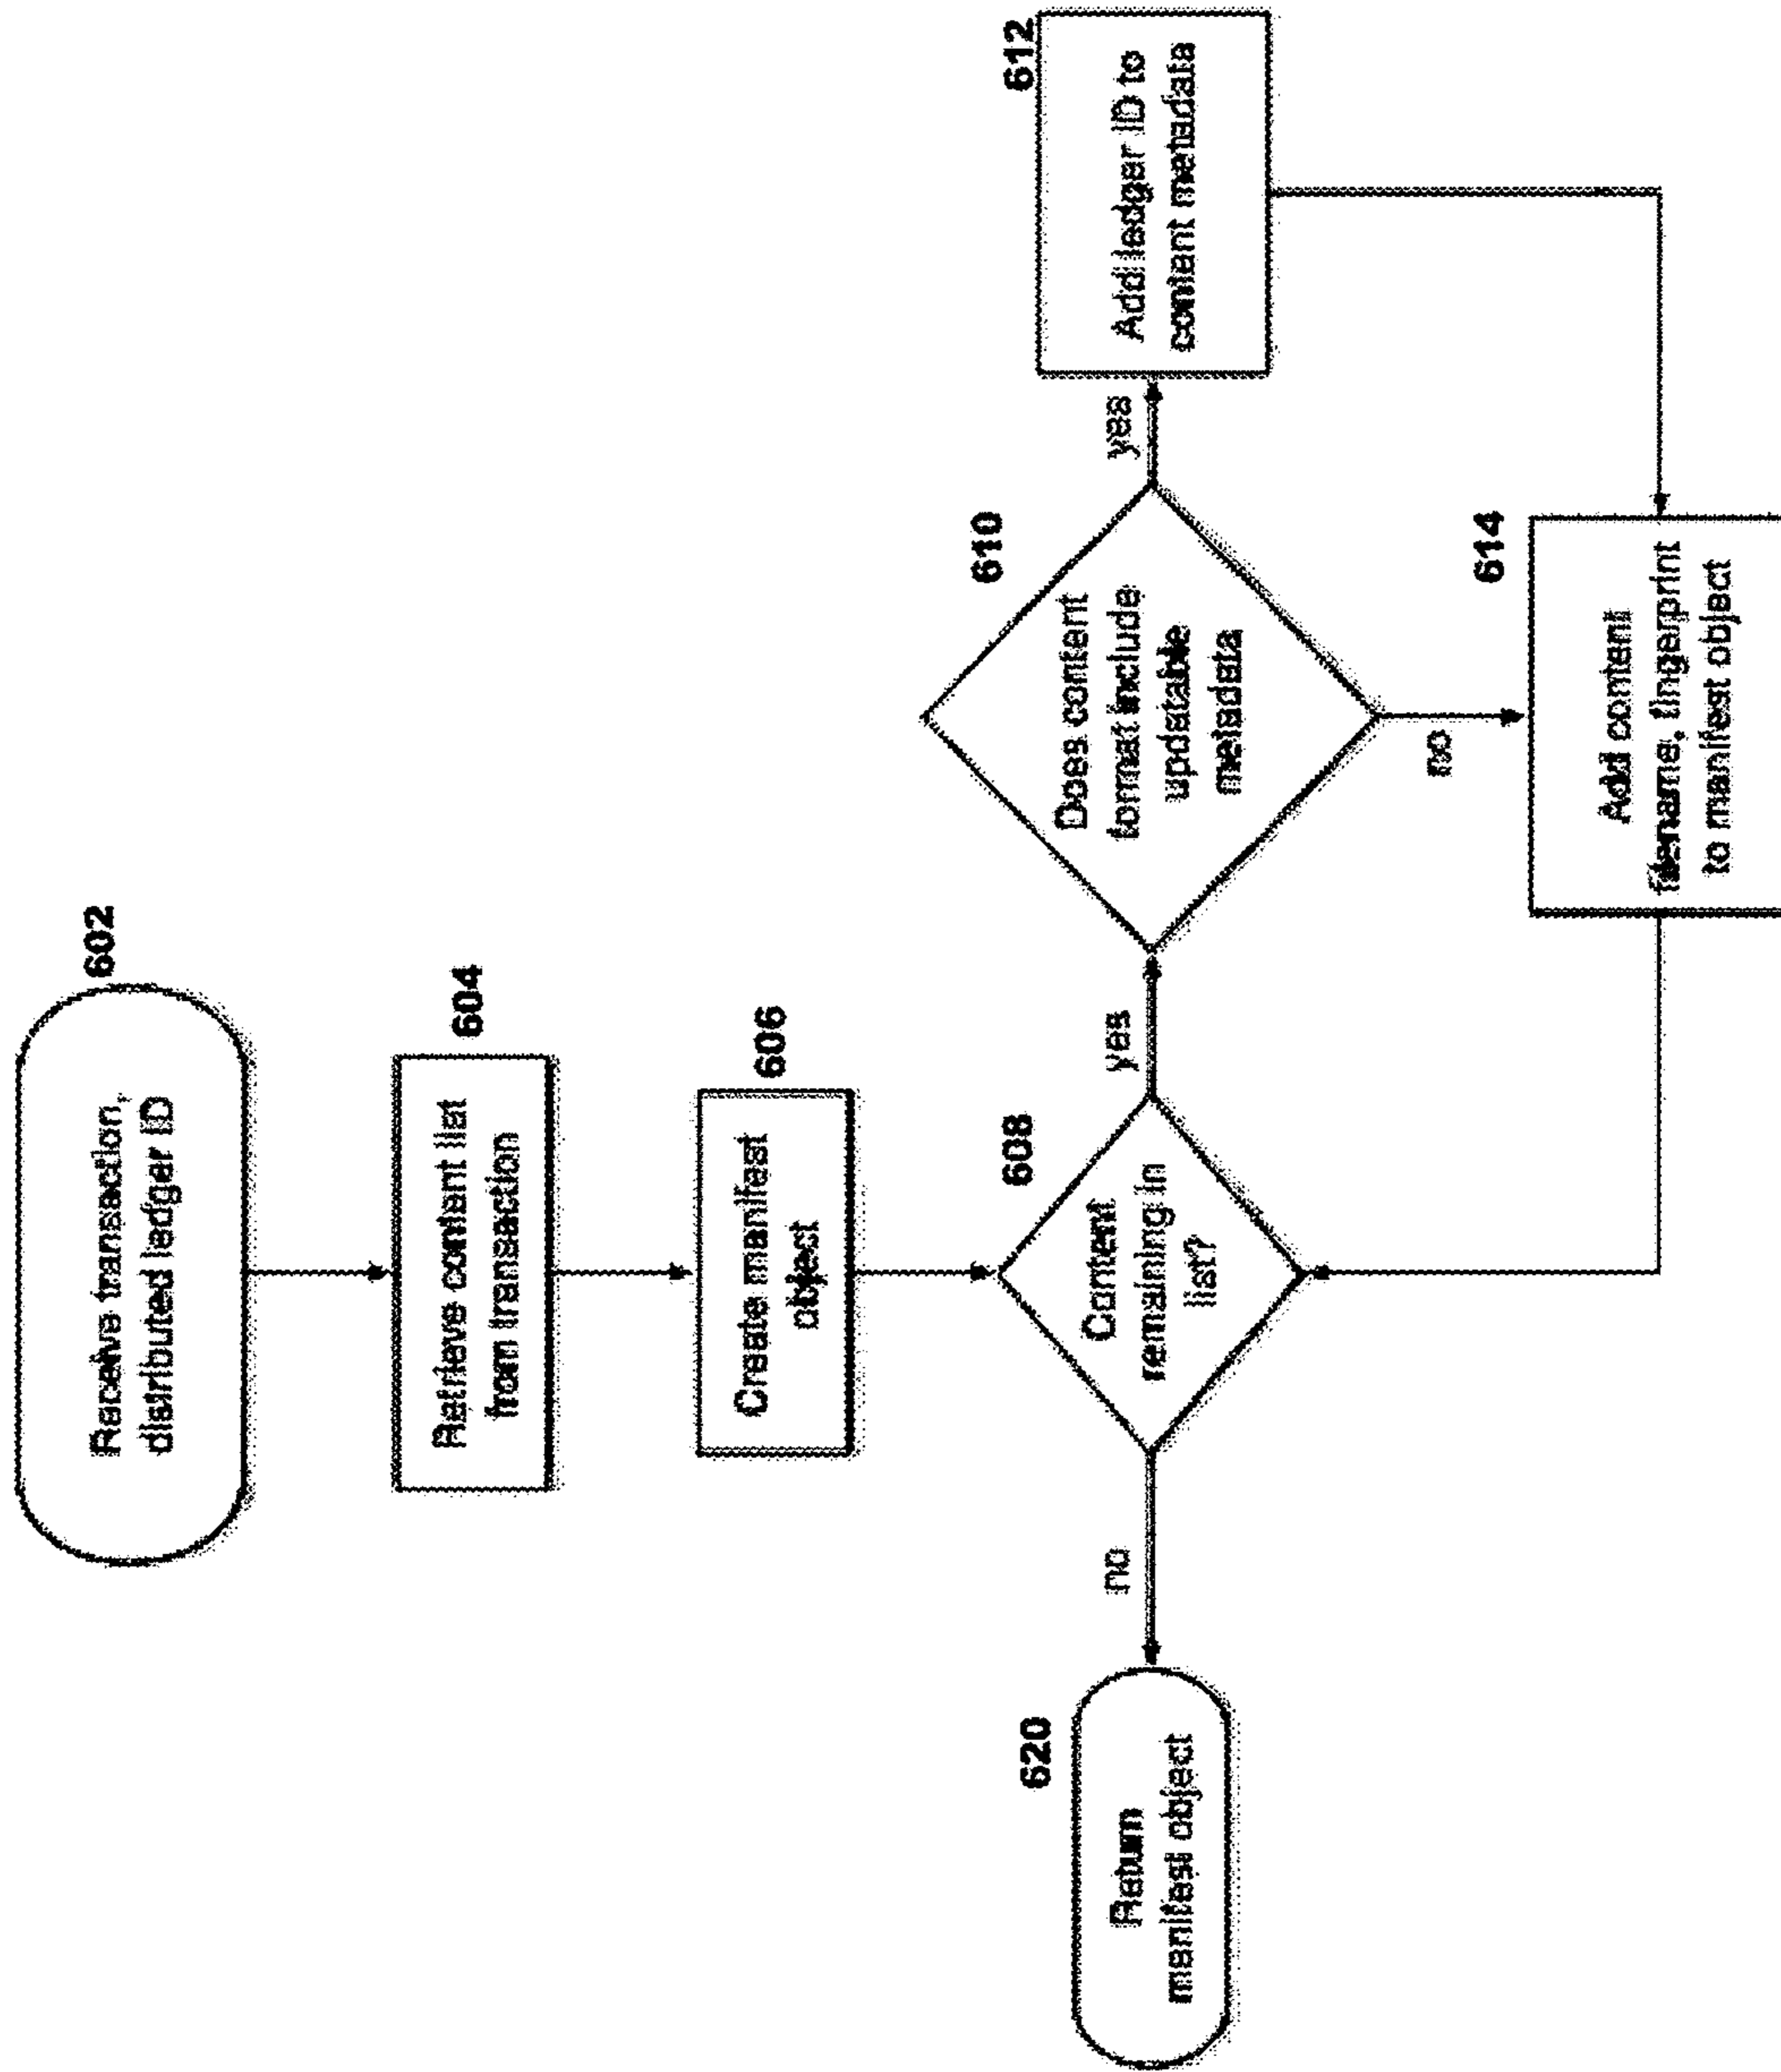 602
Receive transaction,
distributed ledger ID
604
Retrieve content list
from transaction
606
Create manifest
object
608
Content
remaining in
list?
yes
no
610
Does content
format include
updatable
metadata
yes
no
612
Add ledger ID to
content metadata
614
Add content
filename, fingerprint
to manifest object
620
Return
manifest object